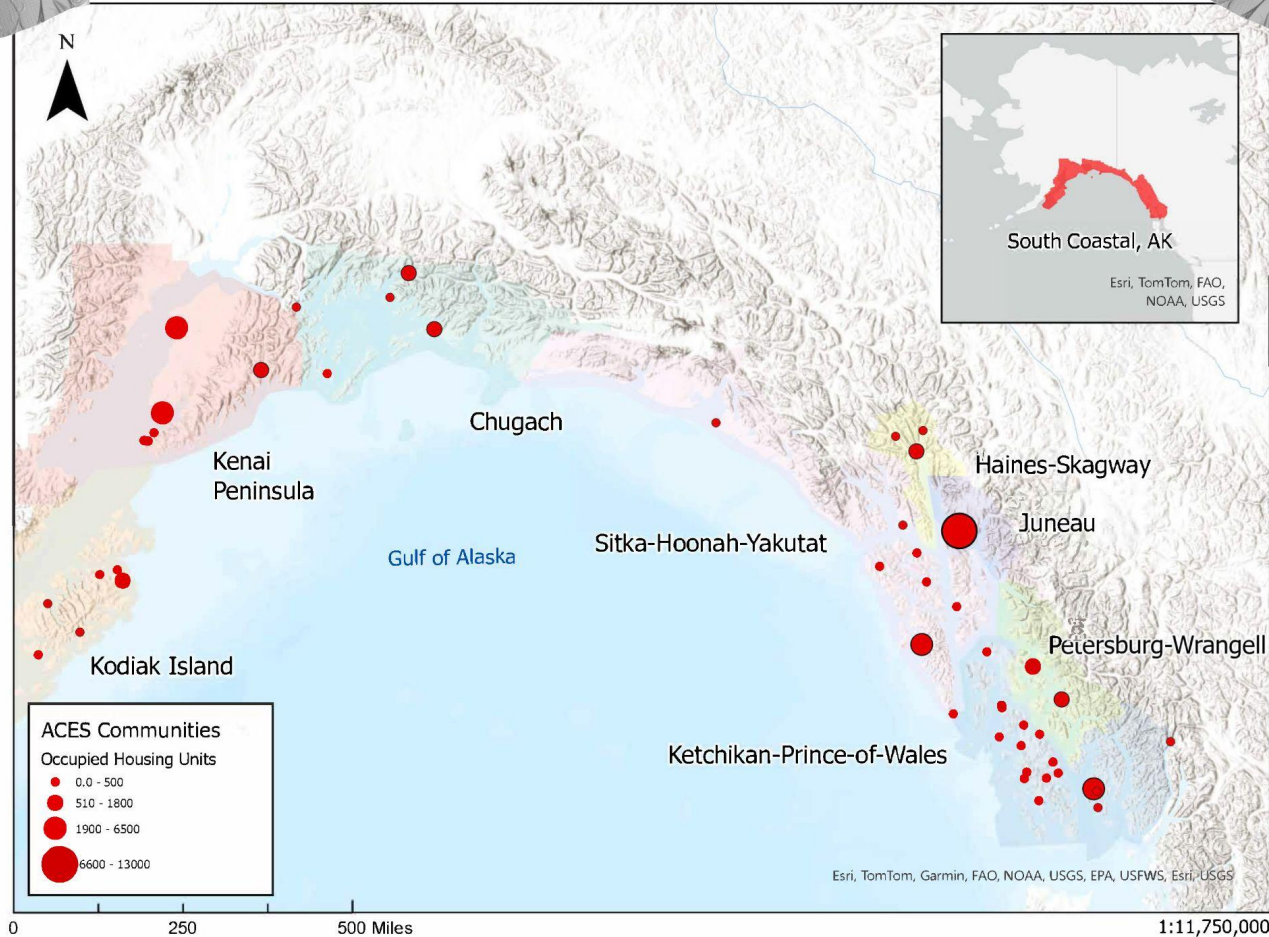 N
South Coastal, AK
Esri, TomTom, FAO,
NOAA, USGS
Chugach
Kenai
Peninsula
Haines-Skagway
Juneau
Sitka-Hoonah-Yakutat
Gulf of Alaska
Petersburg-Wrangell
Kodiak Island
Ketchikan-Prince-of-Wales
ACES Communities
Occupied Housing Units
0.0 - 500
510 - 1800
1900 - 6500
6600 - 13000
Esri, TomTom, Garmin, FAO, NOAA, USGS, EPA, USFWS, Esri, USGS
0 250 500 Miles
1:11,750,000